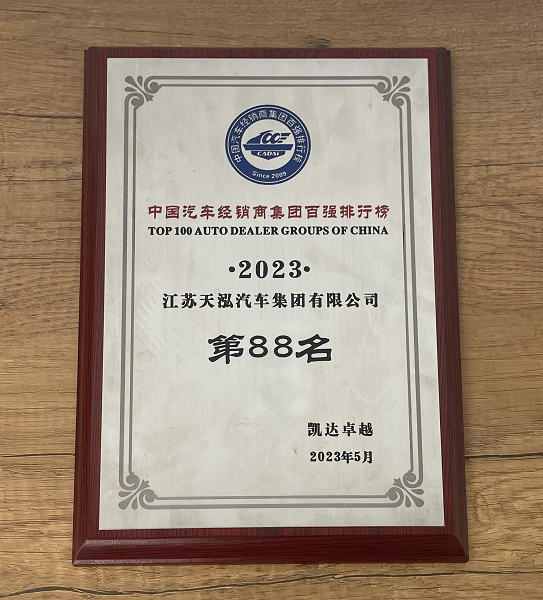 中国汽车经销商集团百强排行榜
CADAI
Since 2009
中国汽车经销商集团百强排行榜
TOP 100 AUTO DEALER GROUPS OF CHINA
·2023·
江苏天泓汽车集团有限公司
第88名
凯达卓越
2023年5月